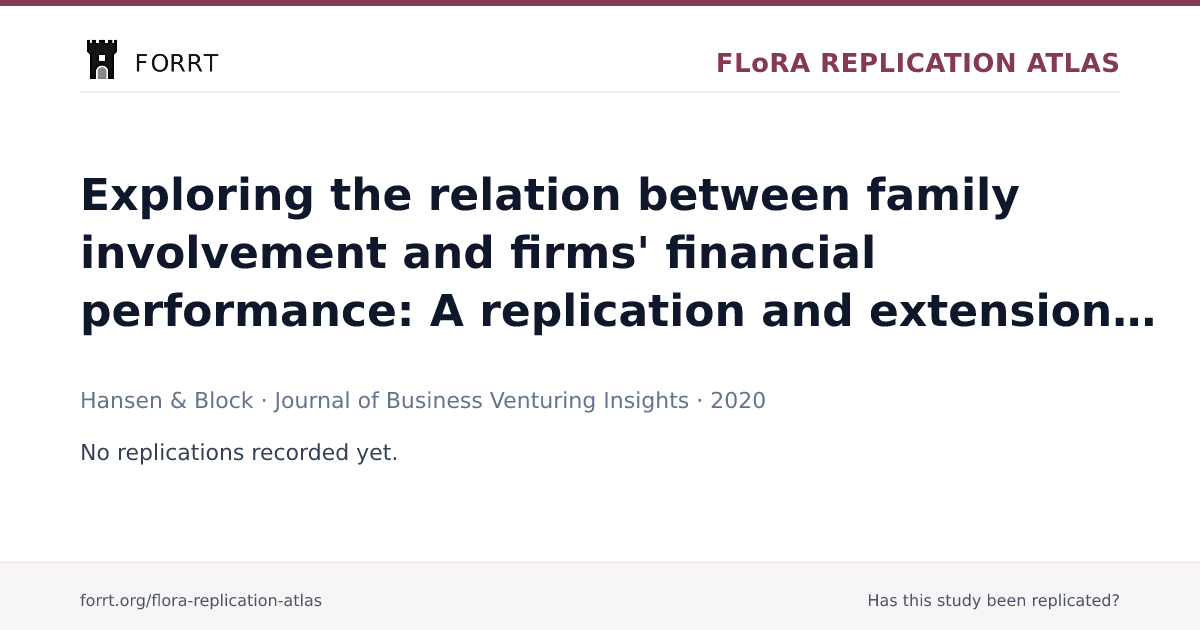 FORRT
FLoRA REPLICATION ATLAS
Exploring the relation between family
involvement and firms' financial
performance: A replication and extension…
Hansen & Block · Journal of Business Venturing Insights · 2020
No replications recorded yet.
forrt.org/flora-replication-atlas
Has this study been replicated?